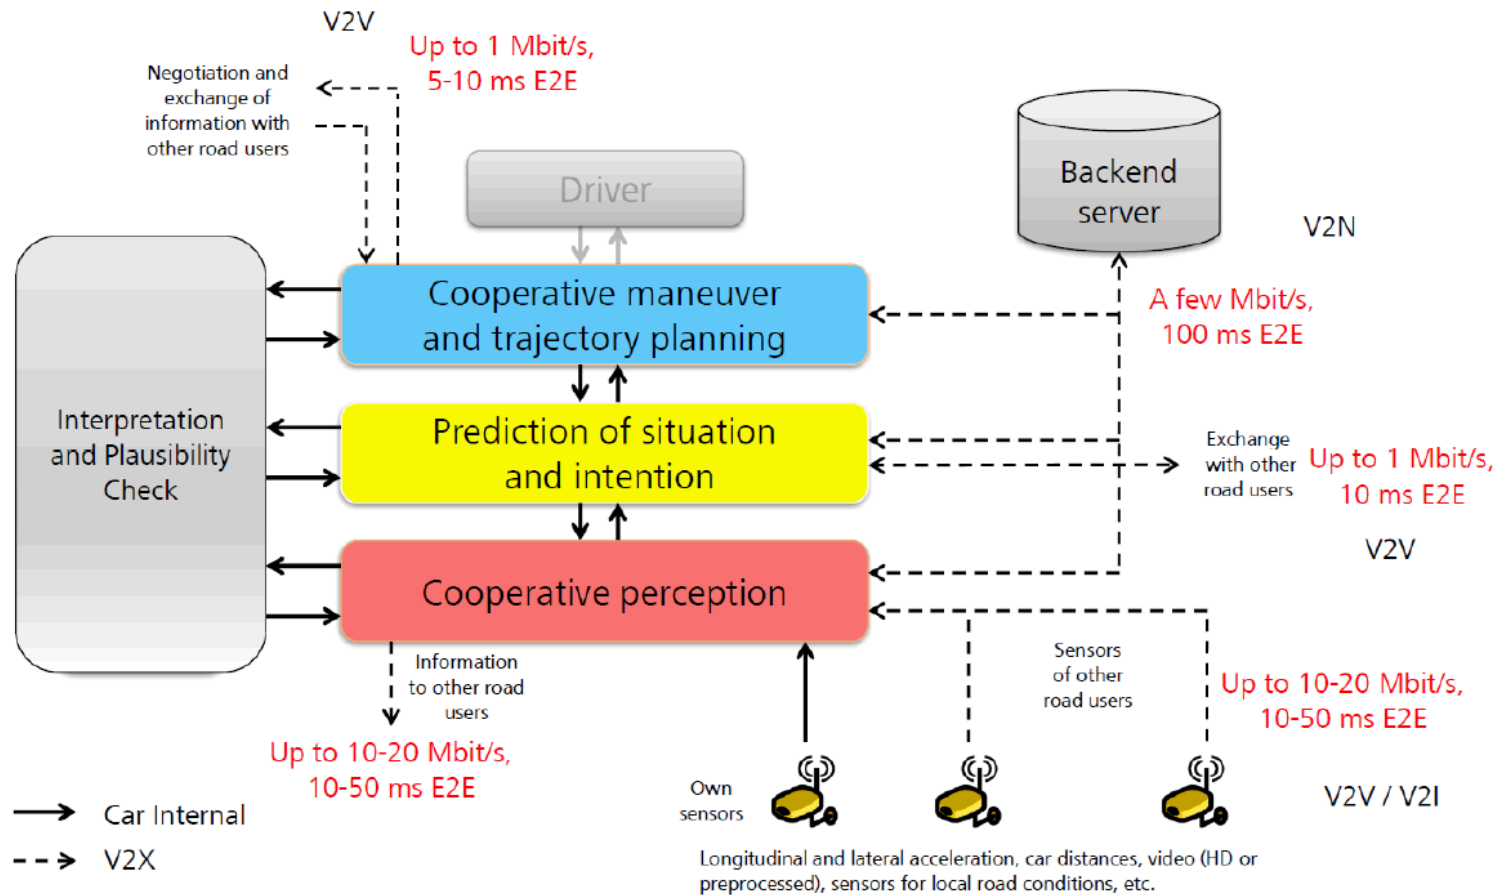 V2V
Up to 1 Mbit/s,
5-10 ms E2E
Negotiation and
exchange of
information with
other road users
Driver
Backend
server
V2N
Cooperative maneuver
and trajectory planning
A few Mbit/s,
100 ms E2E
Interpretation
and Plausibility
Check
Prediction of situation
and intention
Exchange
with other
road users
Up to 1 Mbit/s,
10 ms E2E
V2V
Cooperative perception
Information
to other road
users
Up to 10-20 Mbit/s,
10-50 ms E2E
Sensors
of other
road users
Up to 10-20 Mbit/s,
10-50 ms E2E
Own
sensors
V2V / V2I
Car Internal
V2X
Longitudinal and lateral acceleration, car distances, video (HD or
preprocessed), sensors for local road conditions, etc.